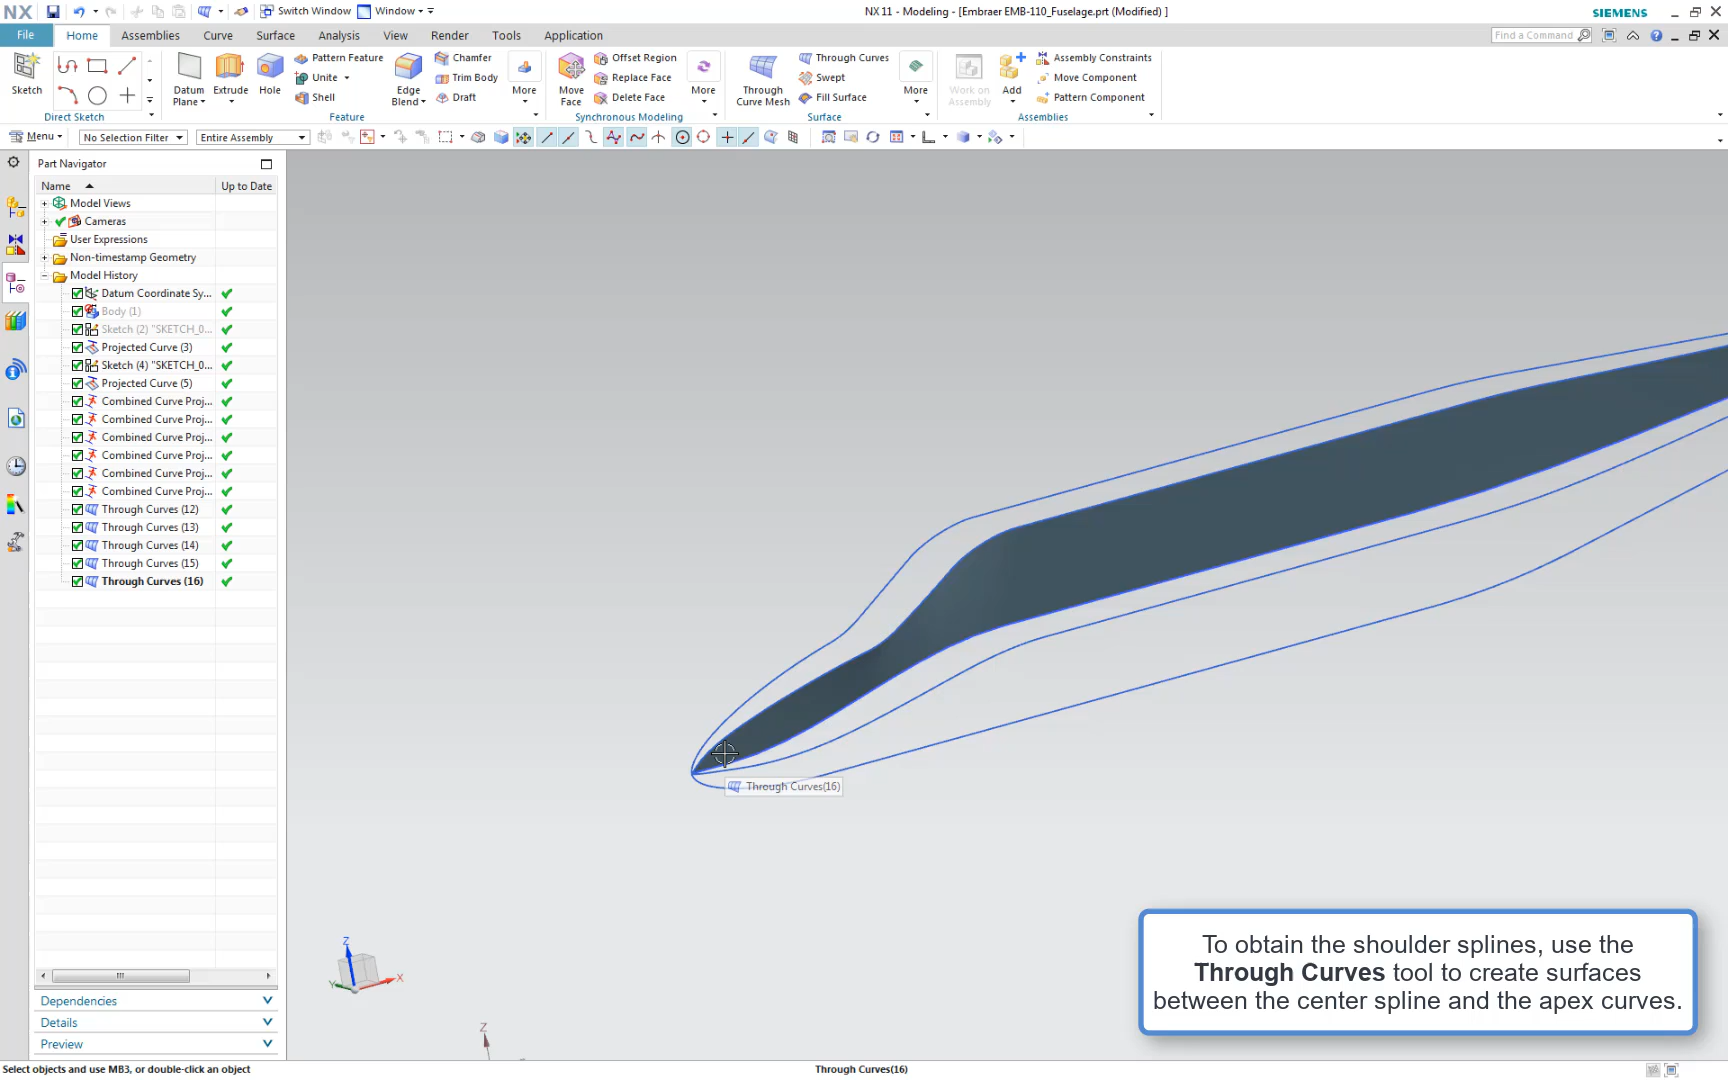 NX
Switch Window
Window
NX 11 - Modeling - [Embraer EMB-110_Fuselage.prt (Modified) ]
SIEMENS
File
Home
Assemblies
Curve
Surface
Analysis
View
Render
Tools
Application
Find a Command
Sketch
Direct Sketch
Datum
Plane
Extrude
Hole
Pattern Feature
Unite
Shell
Edge
Blend
Chamfer
Trim Body
Draft
More
Feature
Move
Face
Offset Region
Replace Face
Delete Face
More
Synchronous Modeling
Through
Curve Mesh
Through Curves
Swept
Fill Surface
More
Surface
Work on
Assembly
Add
Assembly Constraints
Move Component
Pattern Component
Assemblies
Menu
No Selection Filter
Entire Assembly
Part Navigator
Name
Up to Date
Model Views
Cameras
User Expressions
Non-timestamp Geometry
Model History
Datum Coordinate Sy...
Body (1)
Sketch (2) "SKETCH_0...
Projected Curve (3)
Sketch (4) "SKETCH_0...
Projected Curve (5)
Combined Curve Proj...
Combined Curve Proj...
Combined Curve Proj...
Combined Curve Proj...
Combined Curve Proj...
Combined Curve Proj...
Through Curves (12)
Through Curves (13)
Through Curves (14)
Through Curves (15)
Through Curves (16)
Dependencies
Details
Preview
Through Curves(16)
Z
Y
X
Z
To obtain the shoulder splines, use the
Through Curves tool to create surfaces
between the center spline and the apex curves.
Select objects and use MB3, or double-click an object
Through Curves(16)